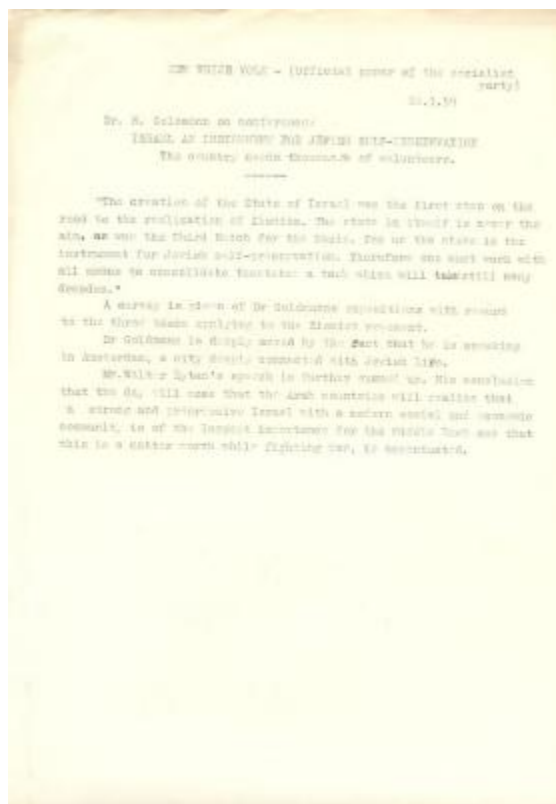 - (Official paper of the socialist
party)
Dr. N. Goldmann on conference:
ISRAEL AN INSTRUMENT FOR JEWISH SELF-PRESERVATION
The country needs thousands of volunteers.
"The creation of the State of Israel was the first step on the
road to the realization of Zionism. The state in itself is never the
aim, as was the Third Reich for the Nazis. For us the state is the
instrument for Jewish self-preservation. Therefore one must work with
all means to consolidate a task which will take still many
decades."
A survey is given of Dr Goldmanns expositions with regard
to the three tasks applying to the Zionist movement.
Dr Goldmann is deeply moved by the fact that he is speaking
in Amsterdam, a city deeply connected with Jewish life.
Mr. Walter Eytan's speech is further summed up. His conclusion
that the day will come that the Arab countries will realize that
a strong and progressive Israel with a modern social and economic
community, is of the largest importance for the Middle East and that
this is a matter worth while fighting for, is accentuated.